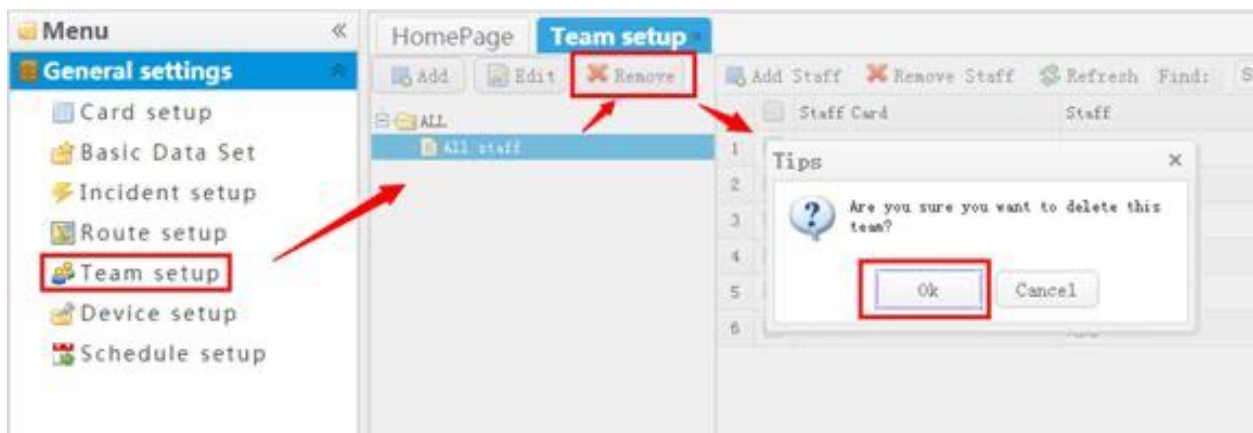 Menu
General settings
Card setup
Basic Data Set
Incident setup
Route setup
Team setup
Device setup
Schedule setup
HomePage Team setup
Add Edit Remove
ALL
All staff
Add Staff Remove Staff Refresh Find: S
Staff Card Staff
1
2
3
4
5
6
Tips
Are you sure you want to delete this
team?
Ok Cancel